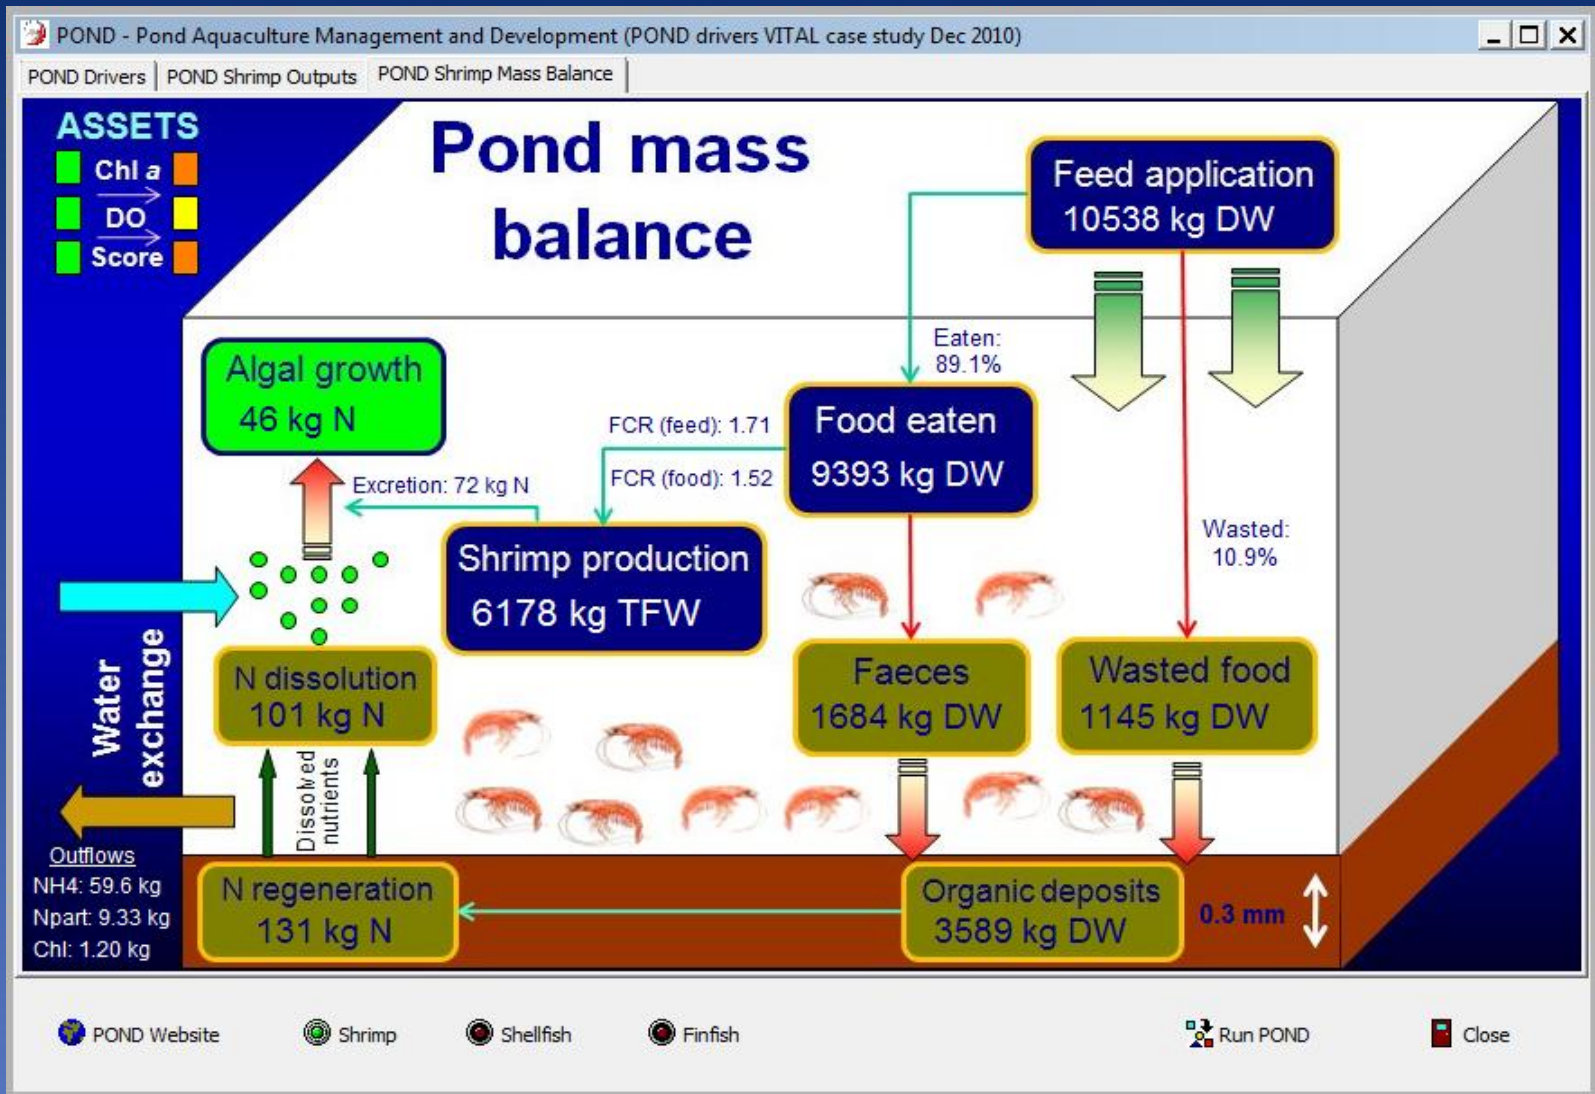 POND - Pond Aquaculture Management and Development (POND drivers VITAL case study Dec 2010)
POND Drivers
POND Shrimp Outputs
POND Shrimp Mass Balance
ASSETS
Chl a
DO
Score
Pond mass
balance
Feed application
10538 kg DW
Eaten:
89.1%
Algal growth
46 kg N
FCR (feed): 1.71
FCR (food): 1.52
Food eaten
9393 kg DW
Excretion: 72 kg N
Shrimp production
6178 kg TFW
Wasted:
10.9%
Water
exchange
N dissolution
101 kg N
Faeces
1684 kg DW
Wasted food
1145 kg DW
Dissolved
nutrients
Outflows
NH4: 59.6 kg
Npart: 9.33 kg
Chl: 1.20 kg
N regeneration
131 kg N
Organic deposits
3589 kg DW
0.3 mm
POND Website
Shrimp
Shellfish
Finfish
Run POND
Close